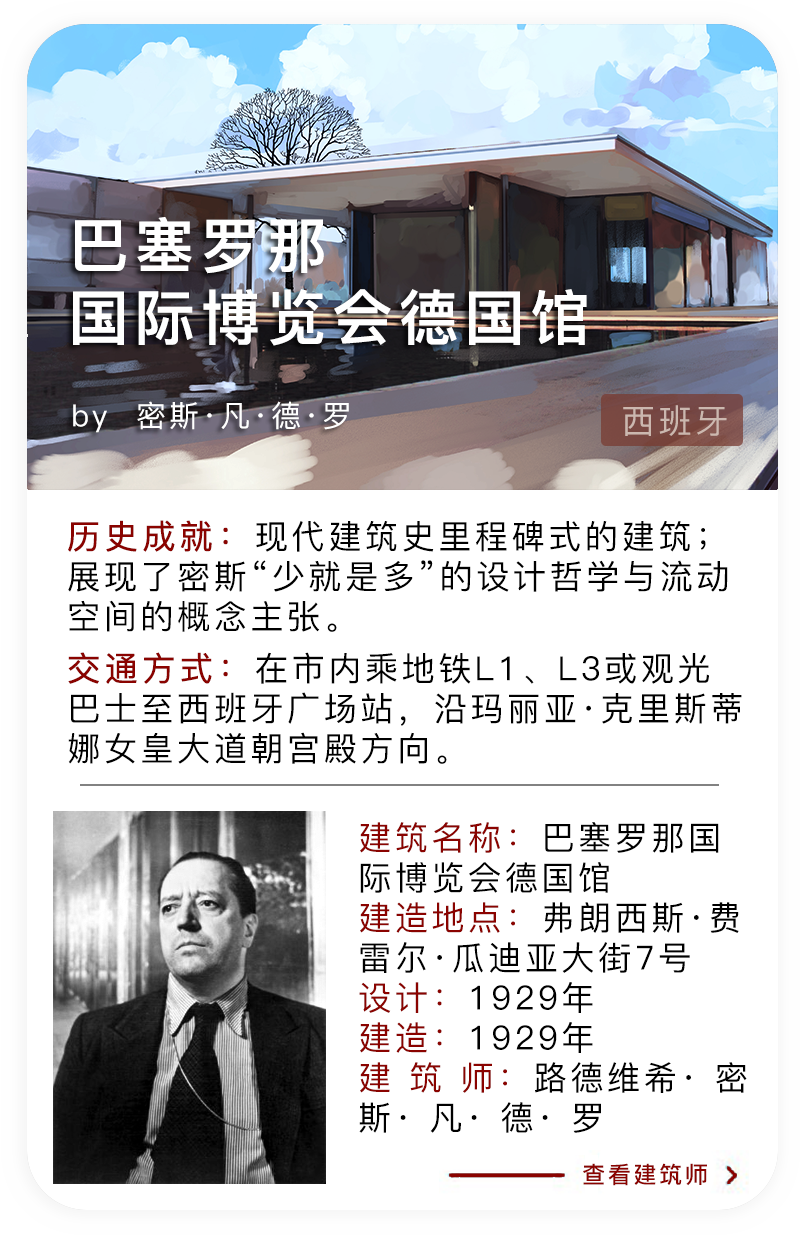 巴塞罗那
国际博览会德国馆
by 密斯·凡·德·罗
西班牙
历史成就：现代建筑史里程碑式的建筑；
展现了密斯“少就是多”的设计哲学与流动
空间的概念主张。
交通方式：在市内乘地铁L1、L3或观光
巴士至西班牙广场站，沿玛丽亚·克里斯蒂
娜女皇大道朝宫殿方向。
建筑名称：巴塞罗那国
际博览会德国馆
建造地点：弗朗西斯·费
雷尔·瓜迪亚大街7号
设计：1929年
建造：1929年
建 筑 师：路德维希· 密
斯· 凡· 德· 罗
查看建筑师 >